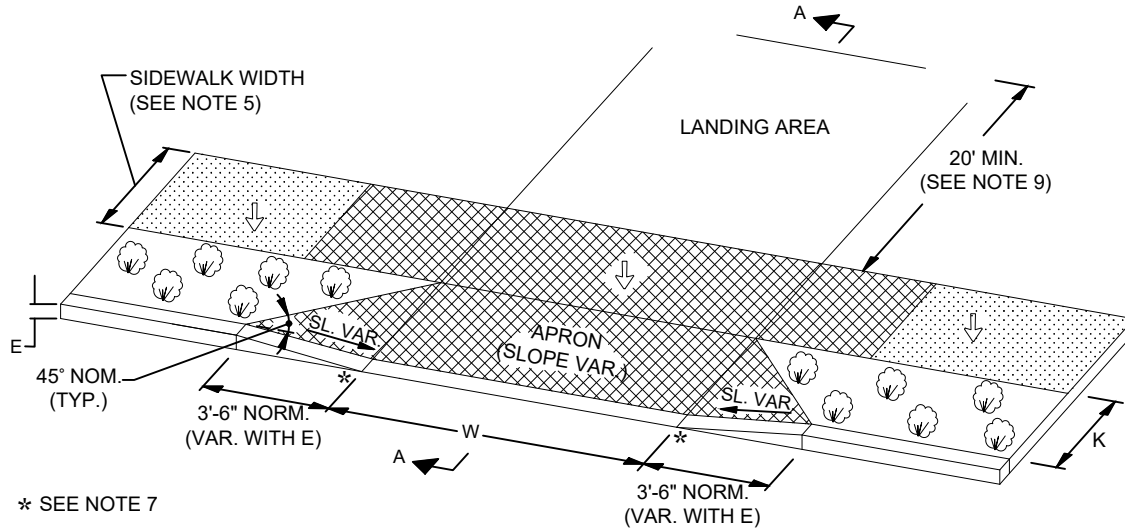 A
SIDEWALK WIDTH
(SEE NOTE 5)
LANDING AREA
20' MIN.
(SEE NOTE 9)
E
SL. VAR
APRON
(SLOPE VAR.)
45° NOM.
(TYP.)
*
SL. VAR
3'-6" NORM.
(VAR. WITH E)
W
*
K
A
3'-6" NORM.
(VAR. WITH E)
* SEE NOTE 7